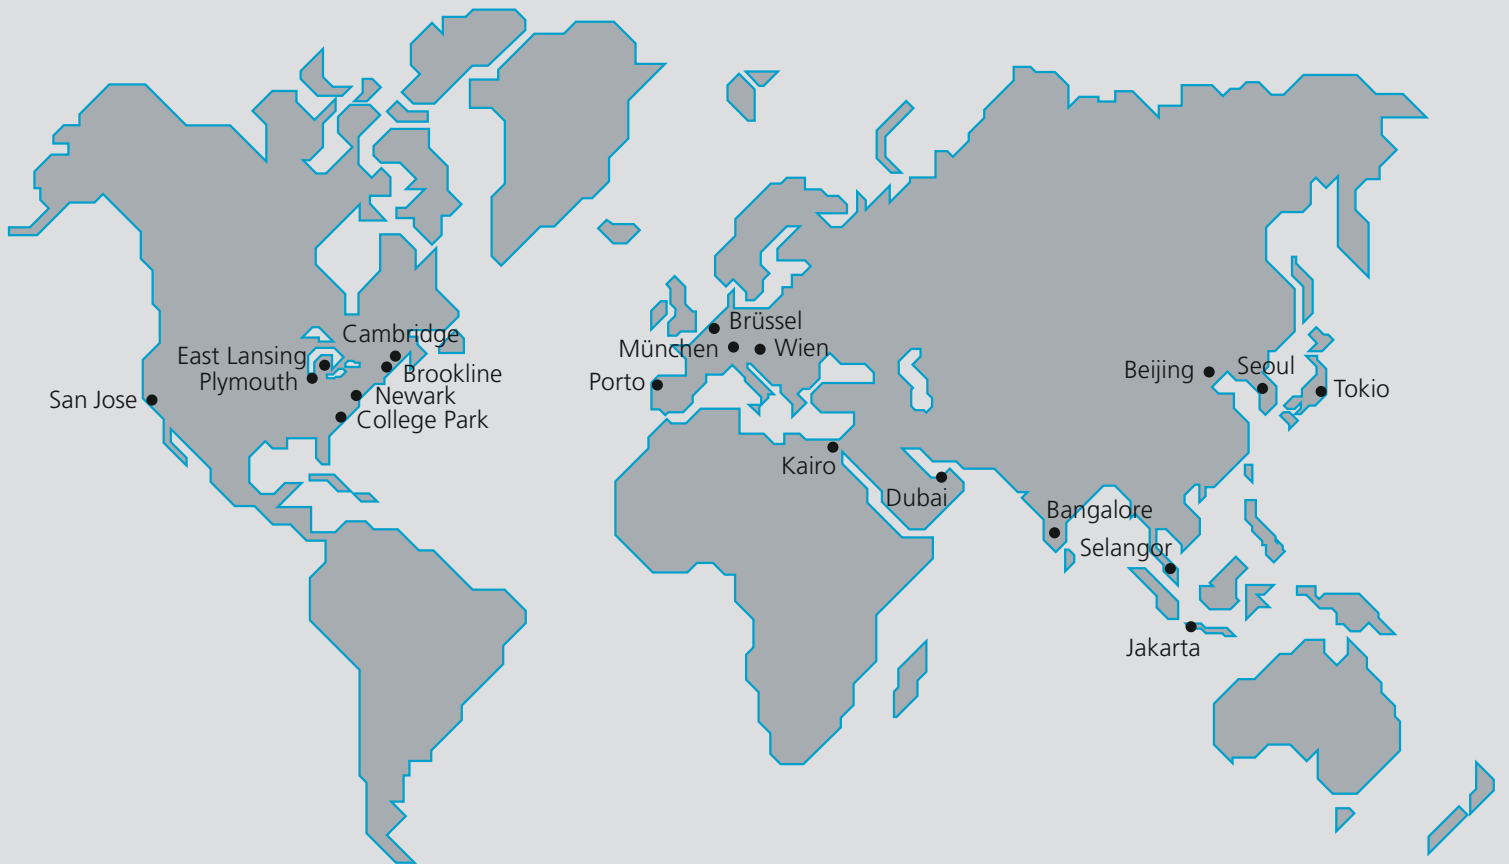 Cambridge
East Lansing
Plymouth
Brookline
San Jose
Newark
College Park
Brüssel
München
Wien
Porto
Kairo
Dubai
Beijing
Seoul
Tokio
Bangalore
Selangor
Jakarta